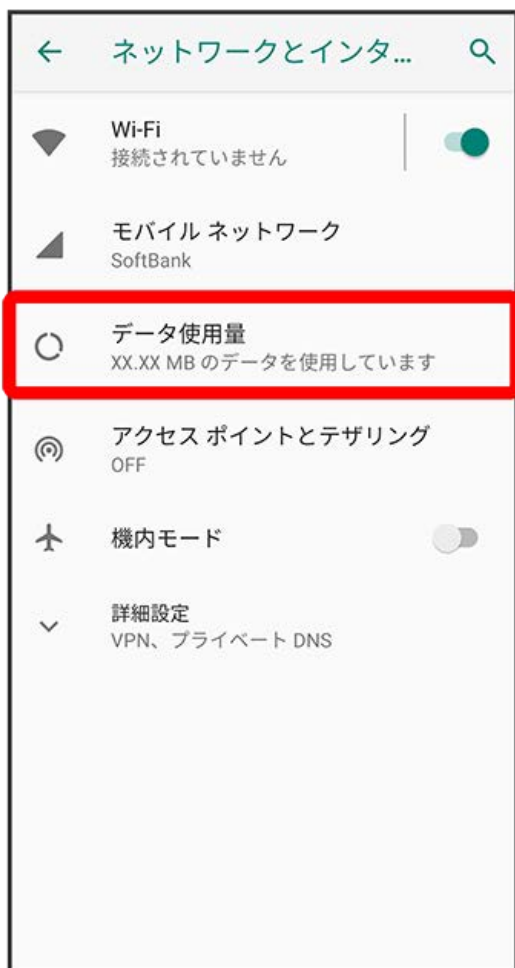 ネットワークとインタ...
Wi-Fi
接続されていません
モバイル ネットワーク
SoftBank
データ使用量
XX.XX MB のデータを使用しています
アクセス ポイントとテザリング
OFF
機内モード
詳細設定
VPN、プライベート DNS